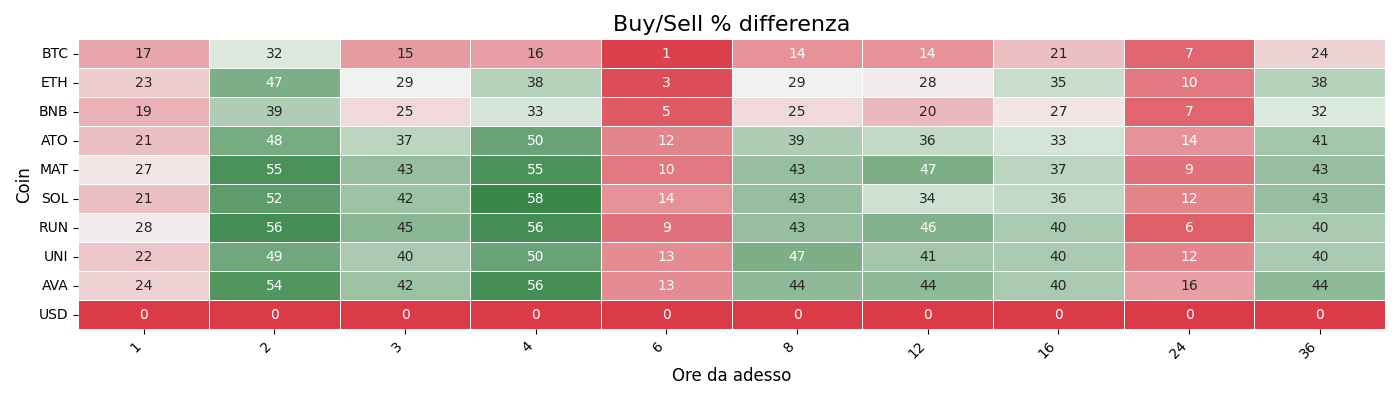 Buy/Sell % differenza
Coin
BTC 17 32 15 16 1 14 14 21 7 24
ETH 23 47 29 38 3 29 28 35 10 38
BNB 19 39 25 33 5 25 20 27 7 32
ATO 21 48 37 50 12 39 36 33 14 41
MAT 27 55 43 55 10 43 47 37 9 43
SOL 21 52 42 58 14 43 34 36 12 43
RUN 28 56 45 56 9 43 46 40 6 40
UNI 22 49 40 50 13 47 41 40 12 40
AVA 24 54 42 56 13 44 44 40 16 44
USD 0 0 0 0 0 0 0 0 0 0
1 2 3 4 6 8 12 16 24 36
Ore da adesso